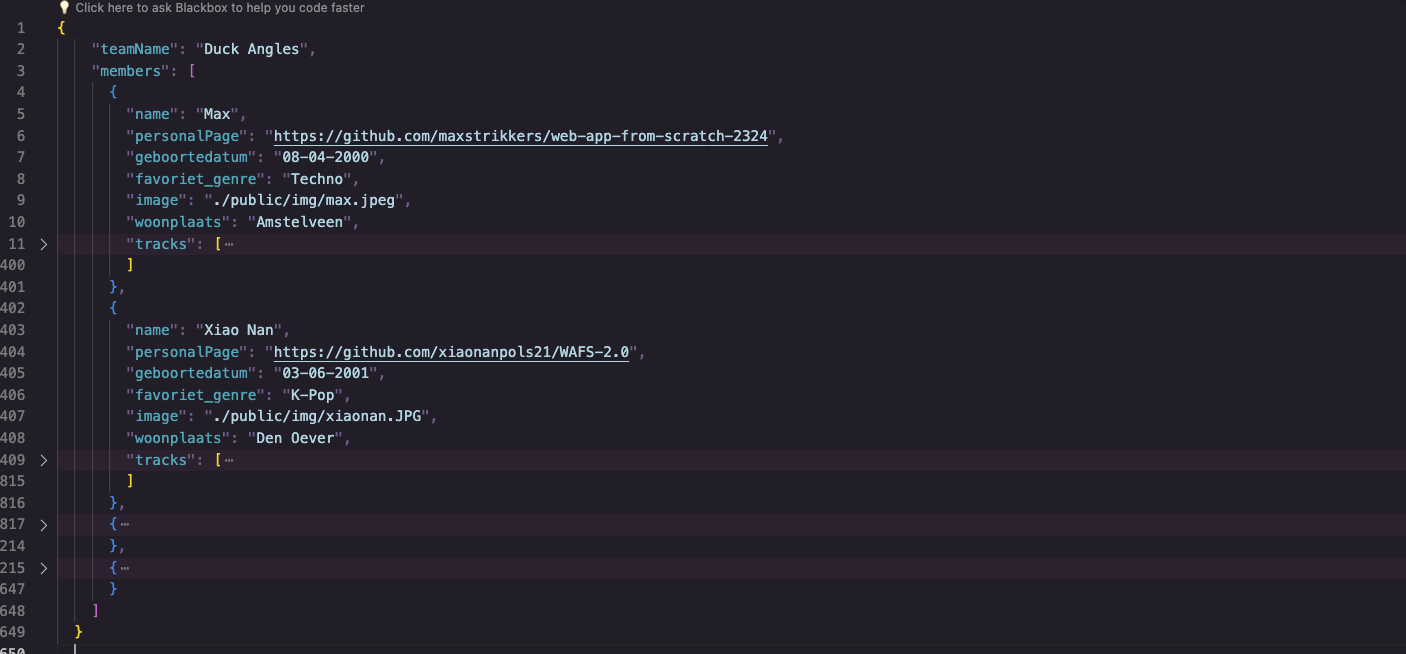 Click here to ask Blackbox to help you code faster
1 {
2 "teamName": "Duck Angles",
3 "members": [
4 {
5 "name": "Max",
6 "personalPage": "https://github.com/maxstrikkers/web-app-from-scratch-2324",
7 "geboortedatum": "08-04-2000",
8 "favoriet_genre": "Techno",
9 "image": "./public/img/max.jpeg",
10 "woonplaats": "Amstelveen",
11 "tracks": [⋯
400 ]
401 },
402 {
403 "name": "Xiao Nan",
404 "personalPage": "https://github.com/xiaonanpols21/WAFS-2.0",
405 "geboortedatum": "03-06-2001",
406 "favoriet_genre": "K-Pop",
407 "image": "./public/img/xiaonan.JPG",
408 "woonplaats": "Den Oever",
409 "tracks": [⋯
815 ]
816 },
817 {⋯
214 },
215 {⋯
647 }
648 ]
649 }
650